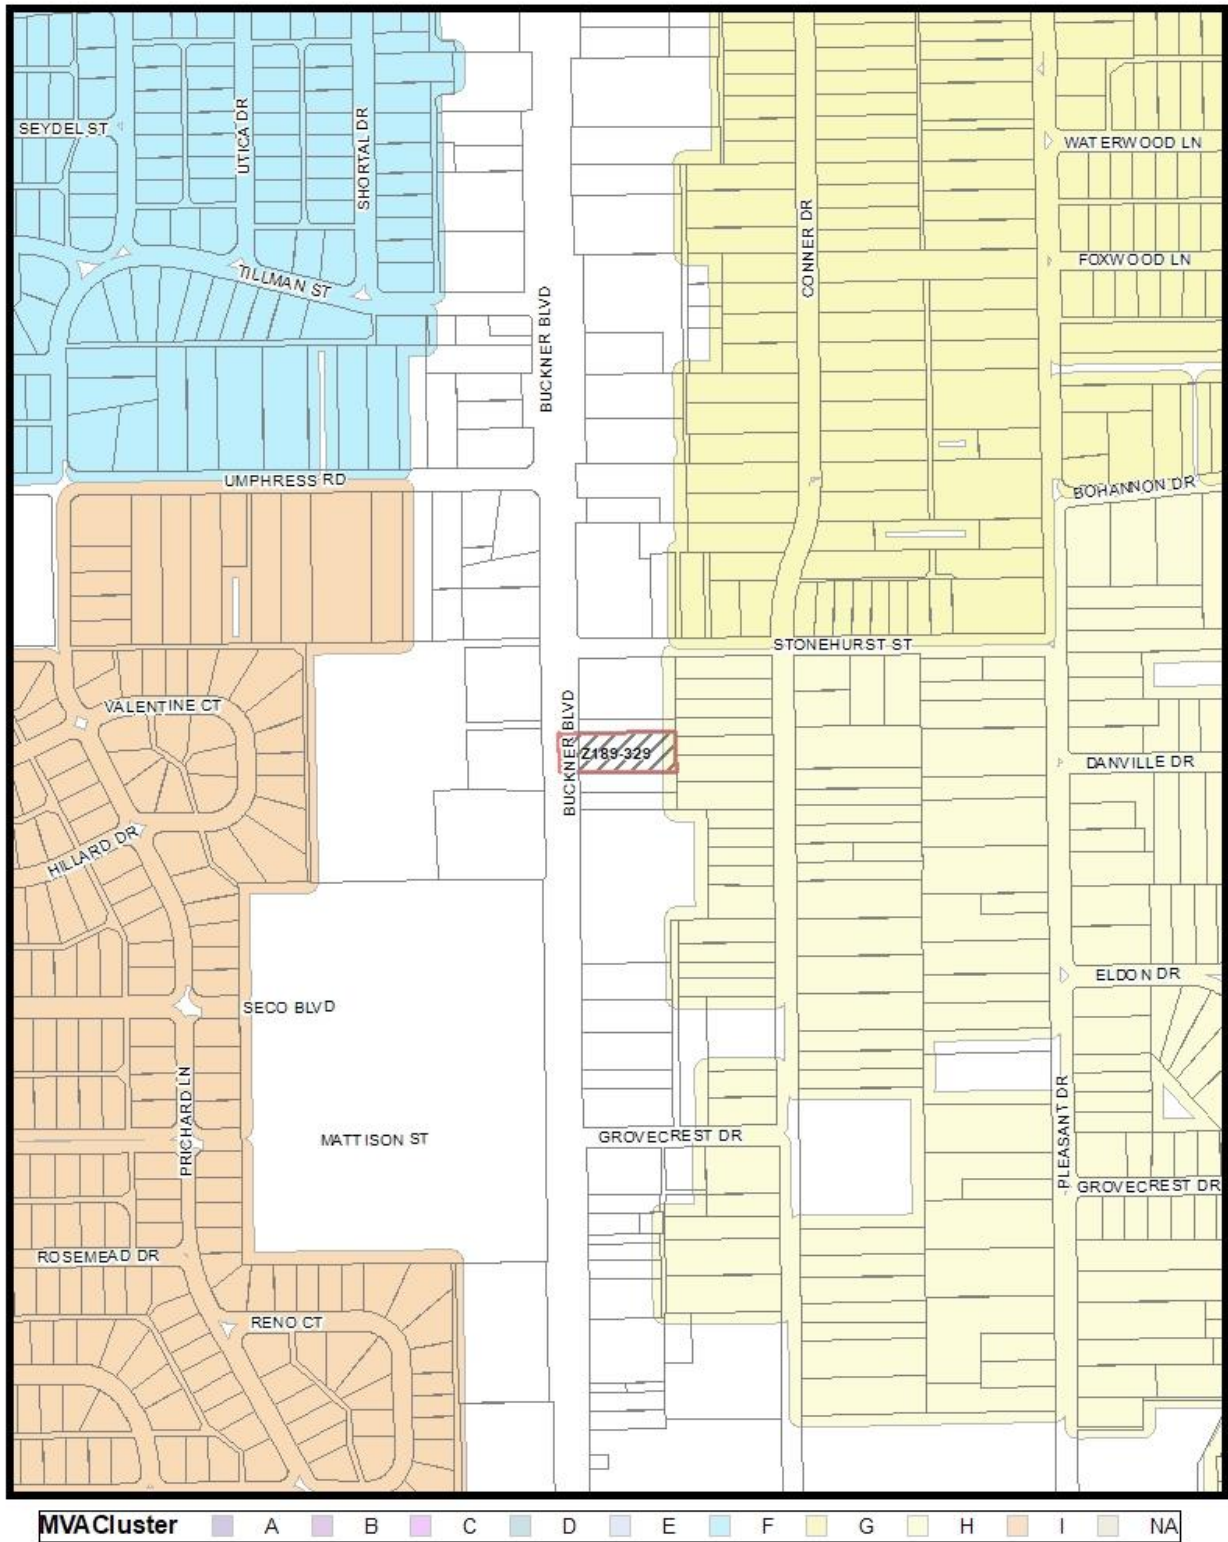 SEYDEL ST
UTICA DR
SHORTAL DR
WATERWOOD LN
CONNER DR
FOXWOOD LN
TILLMAN ST
BUCKNER BLVD
UMPHRESS RD
BOHANNON DR
STONEHURST ST
VALENTINE CT
BUCKNER BLVD
Z189-329
DANVILLE DR
HILLARD DR
ELDON DR
SECO BLVD
PRICHARD LN
MATTISON ST
GROVECREST DR
PLEASANT DR
GROVECREST DR
ROSEMEAD DR
RENO CT
MVACluster A B C D E F G H I NA